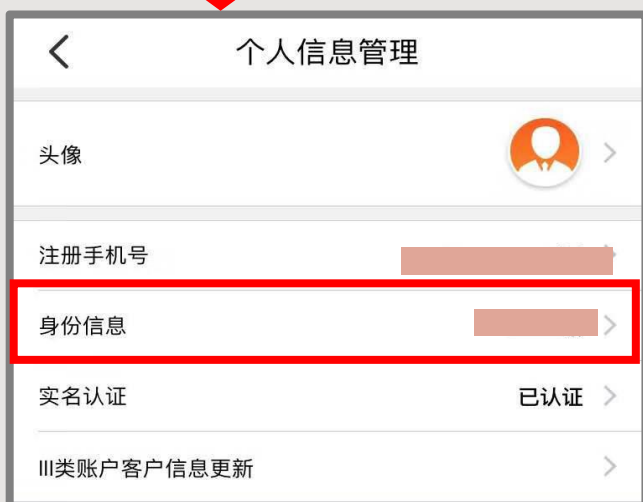 个人信息管理
头像
注册手机号
身份信息
实名认证 已认证
III类账户客户信息更新